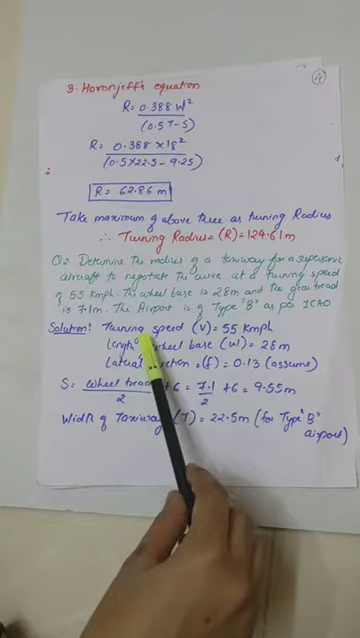 4
3. Horonjeff's equation
R = 0.388 W²
(0.5T - S)
R = 0.388 × 18²
(0.5×22.5 - 9.25)
R = 62.86 m
Take maximum of above three as turning Radius
∴ Turning Radius = (R) = 124.61 m
Q.2 Determine the radius of a taxiway for a supersonic
aircraft to negotiate the curve at a turning speed
of 55 Kmph. The wheel base is 28m and the gear tread
is 7.1m. The Airport is of Type "B" as per ICAO
Solution: Turning speed (V) = 55 Kmph
length wheel base (W) = 28 m
Lateral friction = (f) = 0.13 (assume)
S = wheel tread + 6 = 7.1 + 6 = 9.55m
2 2
Width of Taxiway (T) = 22.5m (for Type "B"
airport)